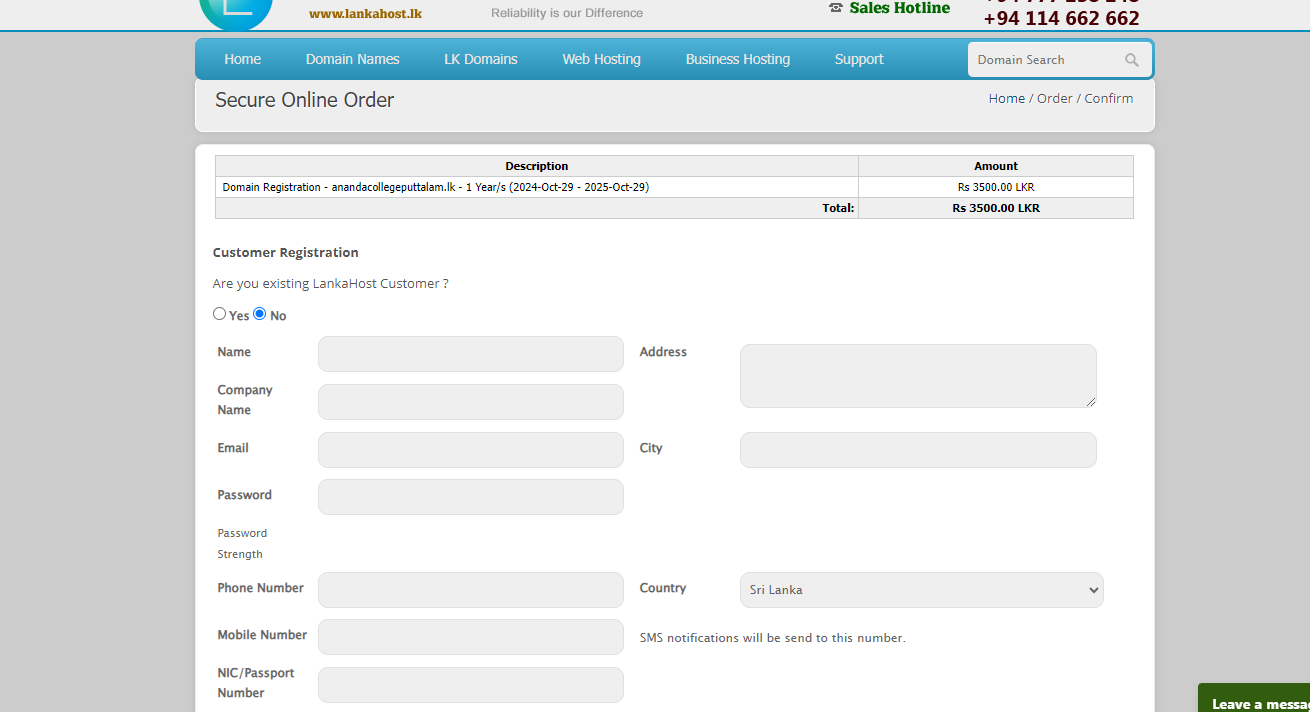 www.lankahost.lk
Reliability is our Difference
Sales Hotline
+94 114 662 662
Home Domain Names LK Domains Web Hosting Business Hosting Support Domain Search
Secure Online Order
Home / Order / Confirm
Description Amount
Domain Registration - anandacollegeputtalam.lk - 1 Year/s (2024-Oct-29 - 2025-Oct-29) Rs 3500.00 LKR
Total: Rs 3500.00 LKR
Customer Registration
Are you existing LankaHost Customer ?
Yes No
Name Address
Company
Name
Email City
Password
Password
Strength
Phone Number Country Sri Lanka
Mobile Number SMS notifications will be send to this number.
NIC/Passport
Number
Leave a